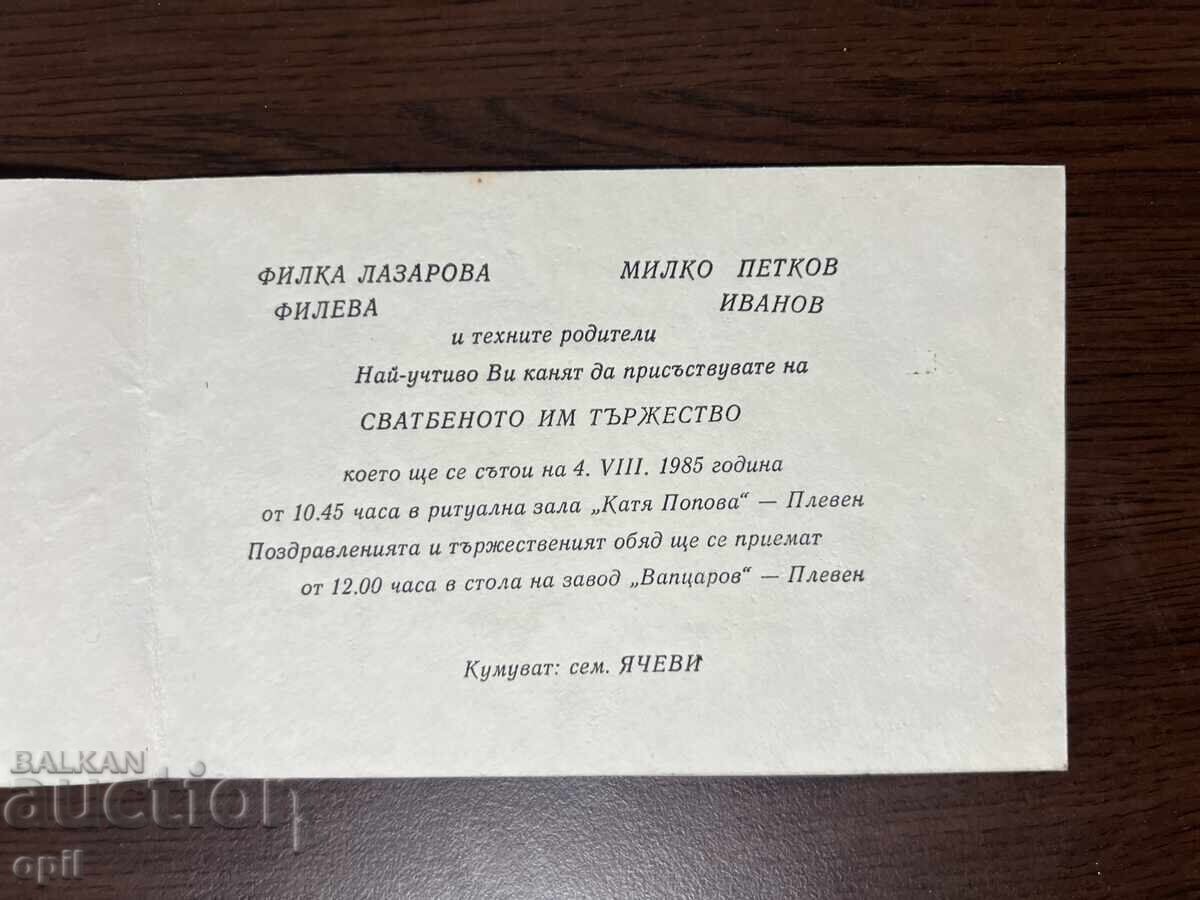 ФИЛКА ЛАЗАРОВА МИЛКО ПЕТКОВ
ФИЛЕВА ИВАНОВ
и техните родители
Най-учтиво Ви канят да присъствувате на
СВАТБЕНОТО ИМ ТЪРЖЕСТВО
което ще се сътои на 4. VIII. 1985 година
от 10.45 часа в ритуална зала „Катя Попова“ — Плевен
Поздравленията и тържественият обяд ще се приемат
от 12.00 часа в стола на завод „Вапцаров“ — Плевен
Кумуват: сем. ЯЧЕВИ
BALKAN
auction
opil